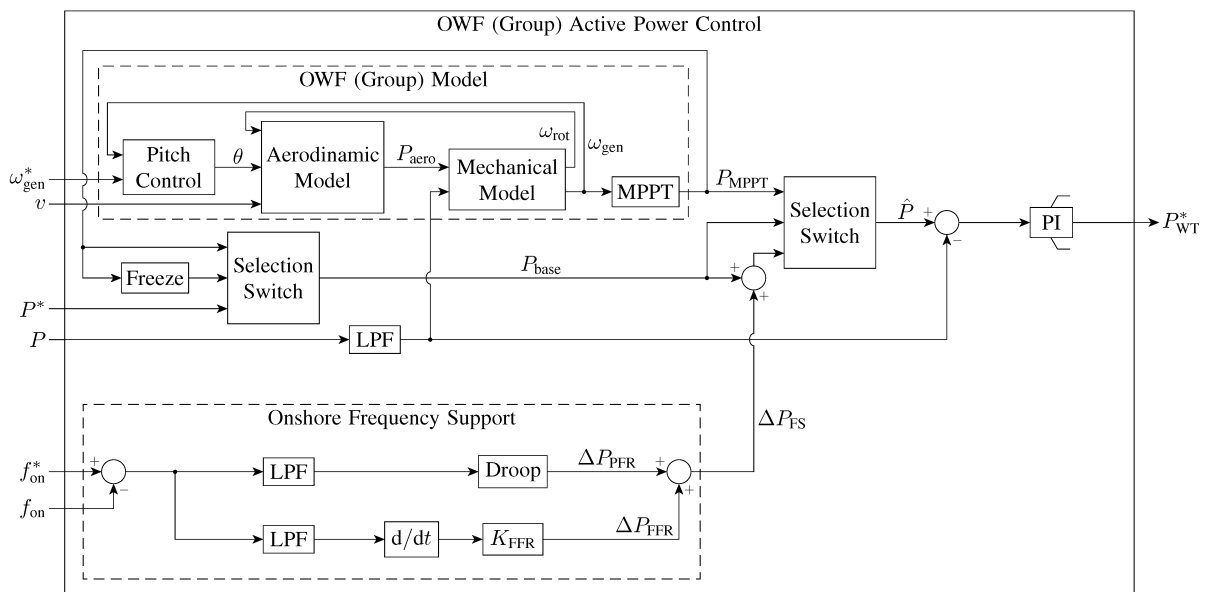 OWF (Group) Active Power Control
OWF (Group) Model
ω_rot
ω_gen
Pitch
Control
θ
Aerodinamic
Model
P_aero
Mechanical
Model
MPPT
P_MPPT
ω*_gen
v
Selection
Switch
P̂
+
−
PI
P*_WT
Freeze
Selection
Switch
P_base
+
+
P*
P
LPF
Onshore Frequency Support
ΔP_FS
f*_on
+
−
LPF
Droop
ΔP_PFR
+
+
f_on
LPF
d/dt
K_FFR
ΔP_FFR